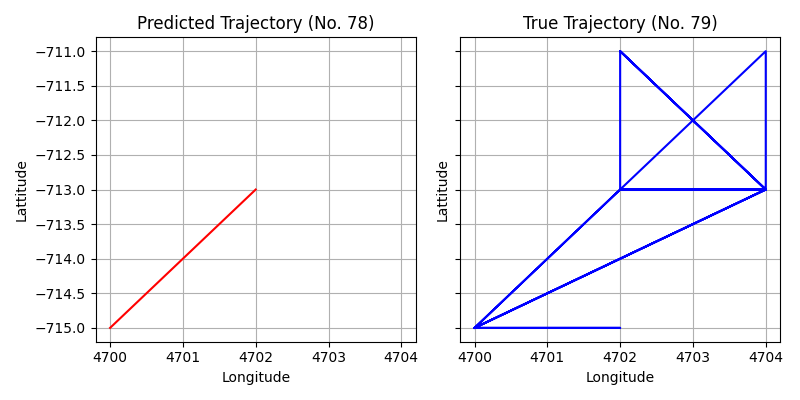 Predicted Trajectory (No. 78)
True Trajectory (No. 79)
−711.0
−711.5
−712.0
−712.5
−713.0
−713.5
−714.0
−714.5
−715.0
Lattitude
4700 4701 4702 4703 4704
Longitude
Lattitude
4700 4701 4702 4703 4704
Longitude